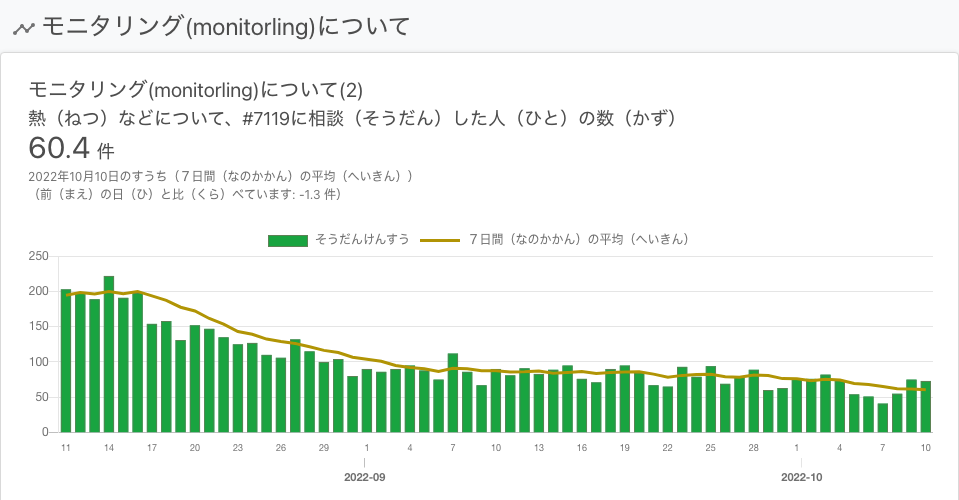 モニタリング(monitorling)について
モニタリング(monitorling)について(2)
熱（ねつ）などについて、#7119に相談（そうだん）した人（ひと）の数（かず）
60.4 件
2022年10月10日のすうち（７日間（なのかかん）の平均（へいきん））
（前（まえ）の日（ひ）と比（くら）べています: -1.3 件）
そうだんけんすう ７日間（なのかかん）の平均（へいきん）
250
200
150
100
50
0
11 14 17 20 23 26 29 1 4 7 10 13 16 19 22 25 28 1 4 7 10
2022-09 2022-10